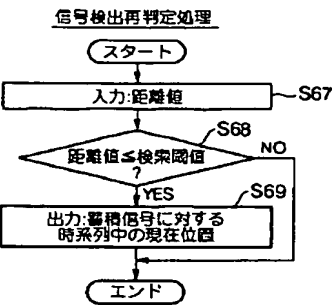 信号検出再判定処理
スタート
入力:距離値
S67
S68
距離値≦検索閾値
?
NO
YES
S69
出力:蓄積信号に対する
時系列中の現在位置
エンド